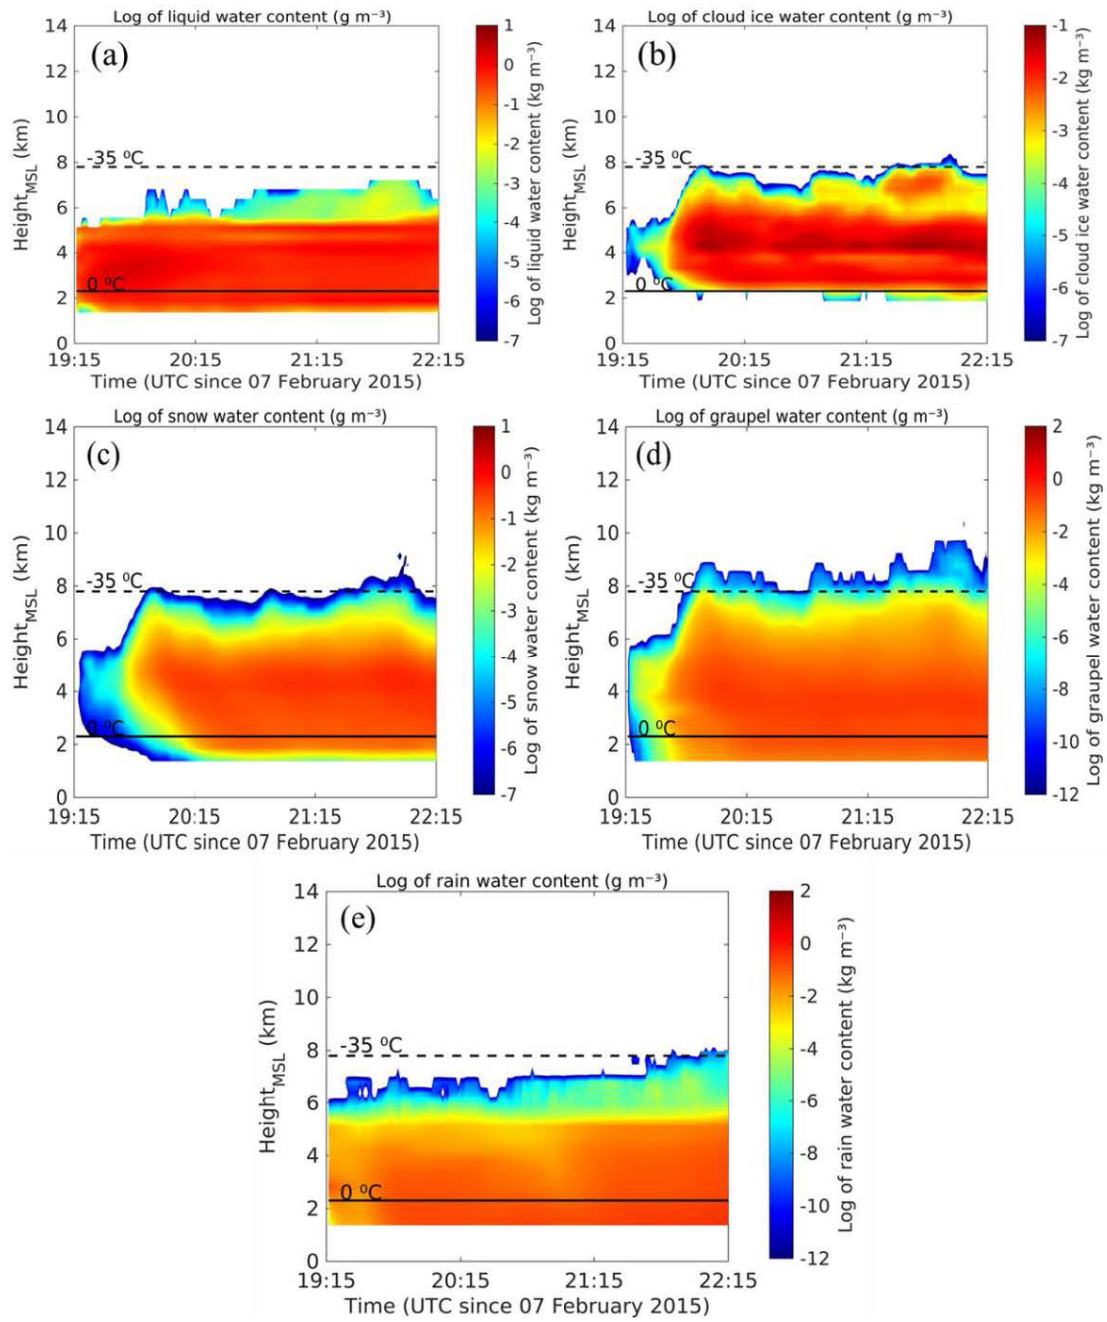 Log of liquid water content (g m⁻³)
(a)
14
12
10
8
6
4
2
0
-35 ⁰C
0 ⁰C
Height_MSL (km)
19:15 20:15 21:15 22:15
Time (UTC since 07 February 2015)
1
0
-1
-2
-3
-4
-5
-6
-7
Log of liquid water content (kg m⁻³)
Log of cloud ice water content (g m⁻³)
(b)
14
12
10
8
6
4
2
0
-35 ⁰C
0 ⁰C
Height_MSL (km)
19:15 20:15 21:15 22:15
Time (UTC since 07 February 2015)
-1
-2
-3
-4
-5
-6
-7
Log of cloud ice water content (kg m⁻³)
Log of snow water content (g m⁻³)
(c)
14
12
10
8
6
4
2
0
-35 ⁰C
0 ⁰C
Height_MSL (km)
19:15 20:15 21:15 22:15
Time (UTC since 07 February 2015)
1
0
-1
-2
-3
-4
-5
-6
-7
Log of snow water content (kg m⁻³)
Log of graupel water content (g m⁻³)
(d)
14
12
10
8
6
4
2
0
-35 ⁰C
0 ⁰C
Height_MSL (km)
19:15 20:15 21:15 22:15
Time (UTC since 07 February 2015)
2
0
-2
-4
-6
-8
-10
-12
Log of graupel water content (kg m⁻³)
Log of rain water content (g m⁻³)
(e)
14
12
10
8
6
4
2
0
-35 ⁰C
0 ⁰C
Height_MSL (km)
19:15 20:15 21:15 22:15
Time (UTC since 07 February 2015)
2
0
-2
-4
-6
-8
-10
-12
Log of rain water content (kg m⁻³)